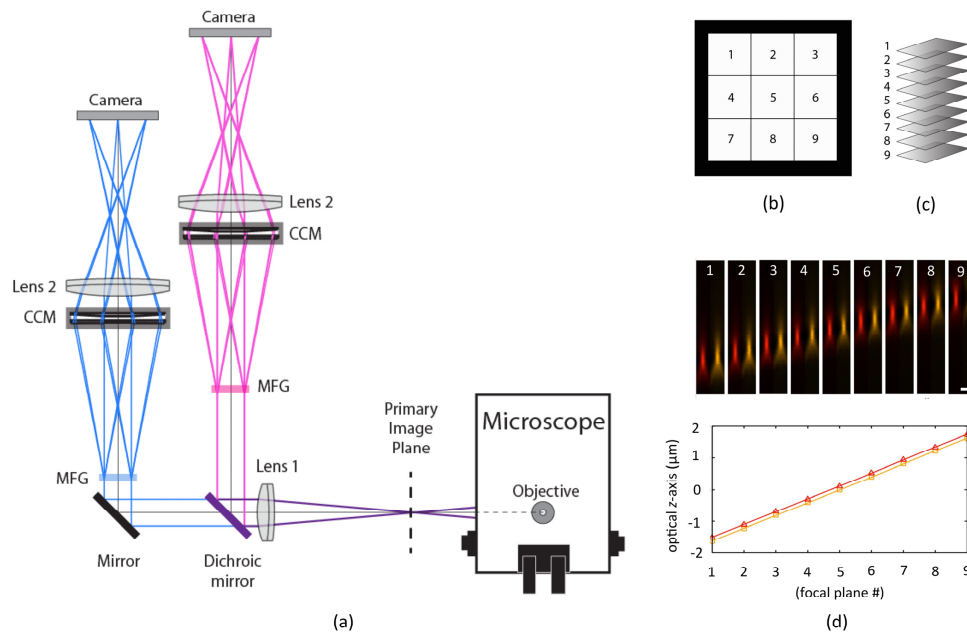 Camera
Camera
Lens 2
CCM
Lens 2
CCM
MFG
MFG
Primary
Image
Plane
Lens 1
Microscope
Objective
Mirror
Dichroic
mirror
(a)
1 2 3
4 5 6
7 8 9
(b)
1
2
3
4
5
6
7
8
9
(c)
1 2 3 4 5 6 7 8 9
optical z-axis (μm)
2
1
0
-1
-2
1 2 3 4 5 6 7 8 9
(focal plane #)
(d)